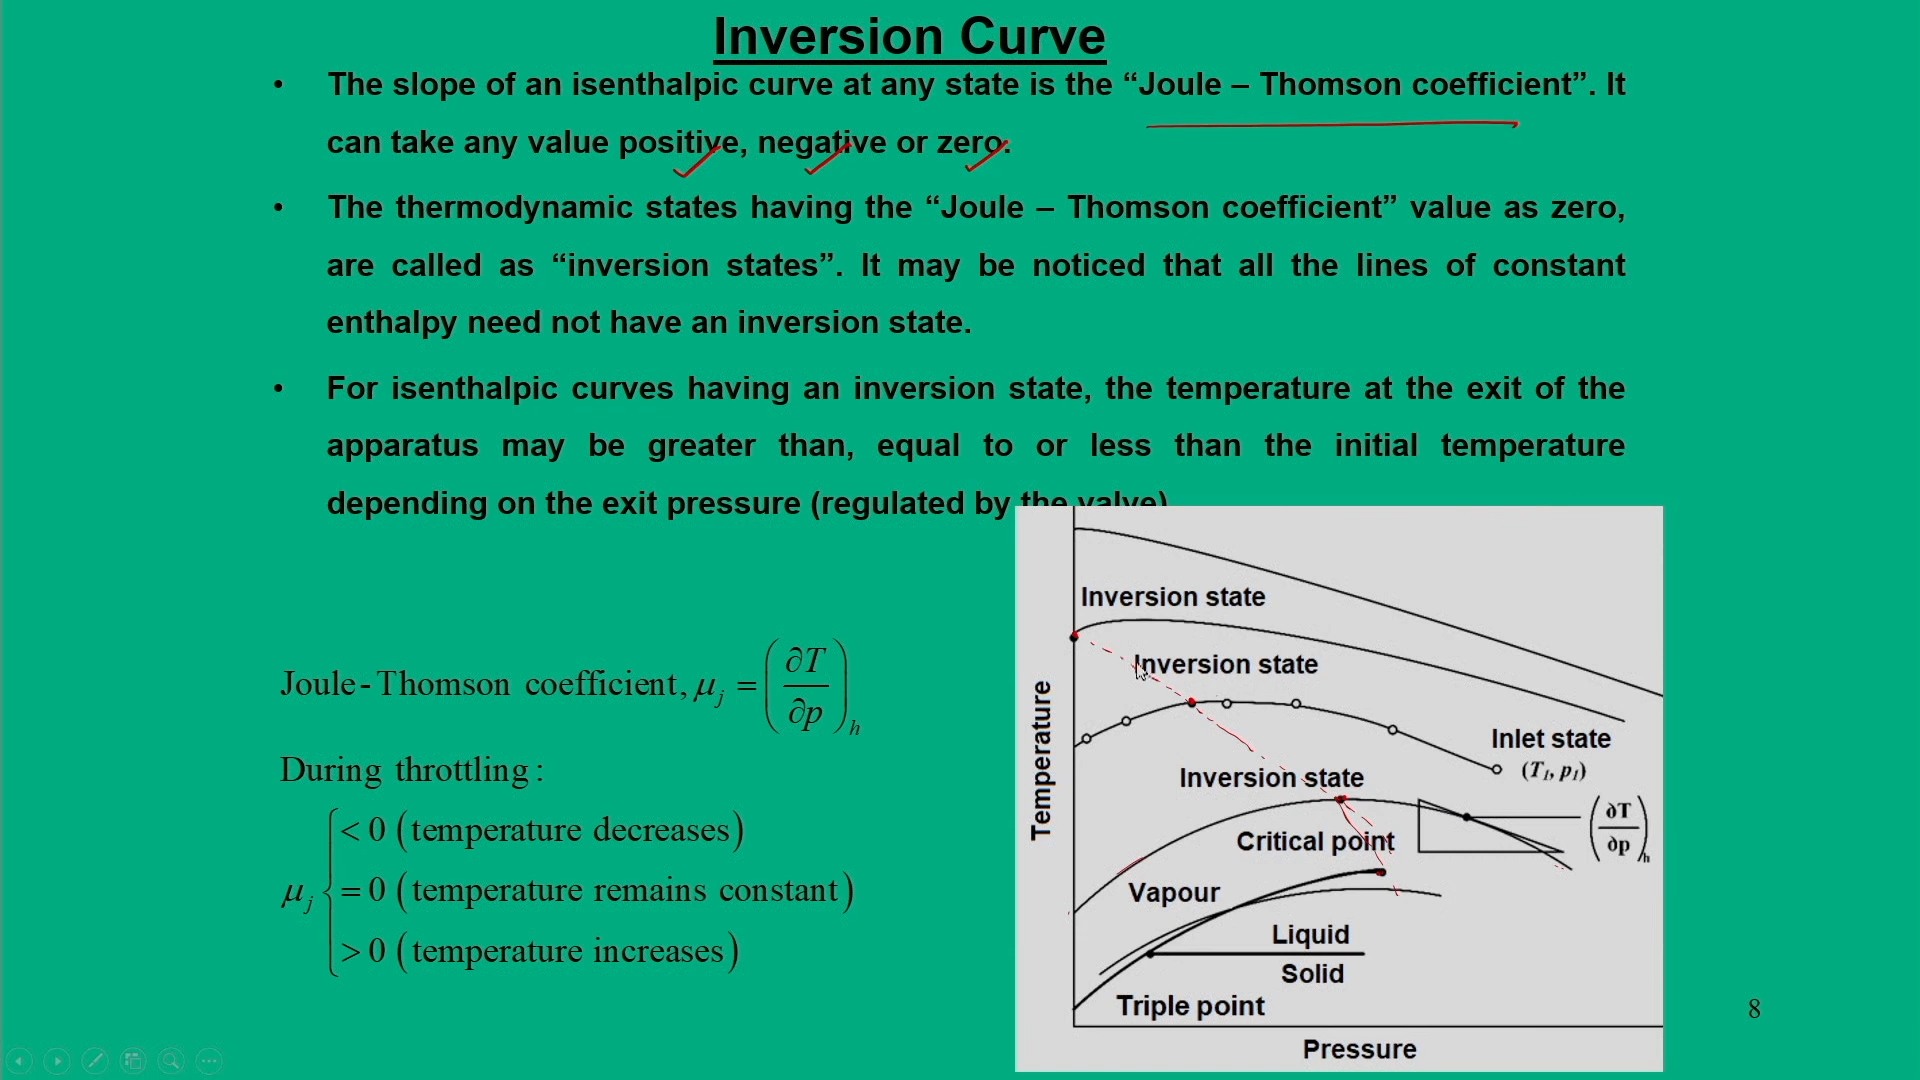 Inversion Curve
• The slope of an isenthalpic curve at any state is the “Joule – Thomson coefficient”. It
can take any value positive, negative or zero.
• The thermodynamic states having the “Joule – Thomson coefficient” value as zero,
are called as “inversion states”. It may be noticed that all the lines of constant
enthalpy need not have an inversion state.
• For isenthalpic curves having an inversion state, the temperature at the exit of the
apparatus may be greater than, equal to or less than the initial temperature
depending on the exit pressure (regulated by the valve)
Joule-Thomson coefficient, μj = (∂T/∂p)h
During throttling:
μj { < 0 (temperature decreases)
= 0 (temperature remains constant)
> 0 (temperature increases)
Inversion state
Inversion state
Inlet state
(T1, p1)
Inversion state
(∂T/∂p)h
Critical point
Vapour
Liquid
Solid
Triple point
Temperature
Pressure
8